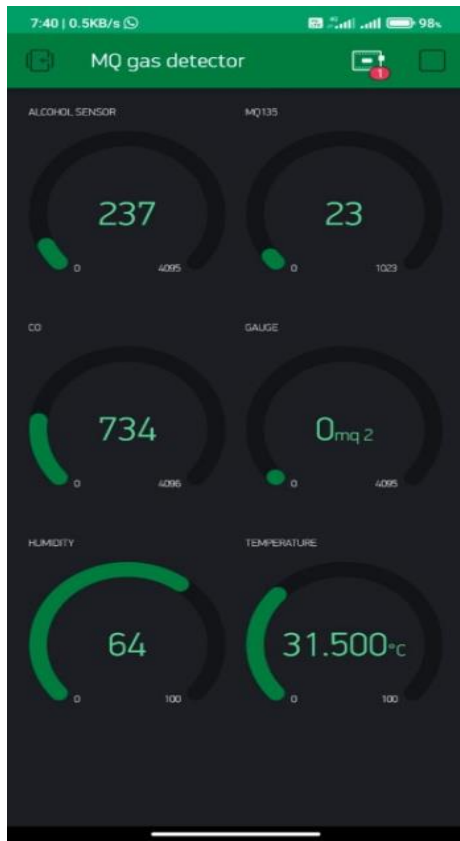 7:40 | 0.5KB/s 98%
MQ gas detector
1
ALCOHOL SENSOR MQ135
237 23
0 4095 0 1023
CO GAUGE
734 0mq 2
0 4096 0 4095
HUMIDITY TEMPERATURE
64 31.500°C
0 100 0 100